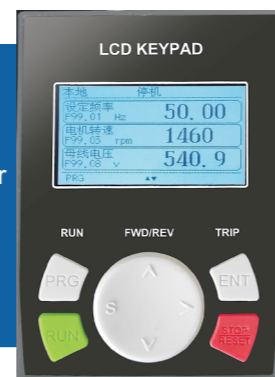 LCD KEYPAD
本地 停机
设定频率
F99.01 Hz 50.00
电机转速
F99.03 rpm 1460
母线电压
F99.08 v 540.9
PRG ▲▼
RUN FWD/REV TRIP
PRG ENT
S
RUN STOP
RESET
r